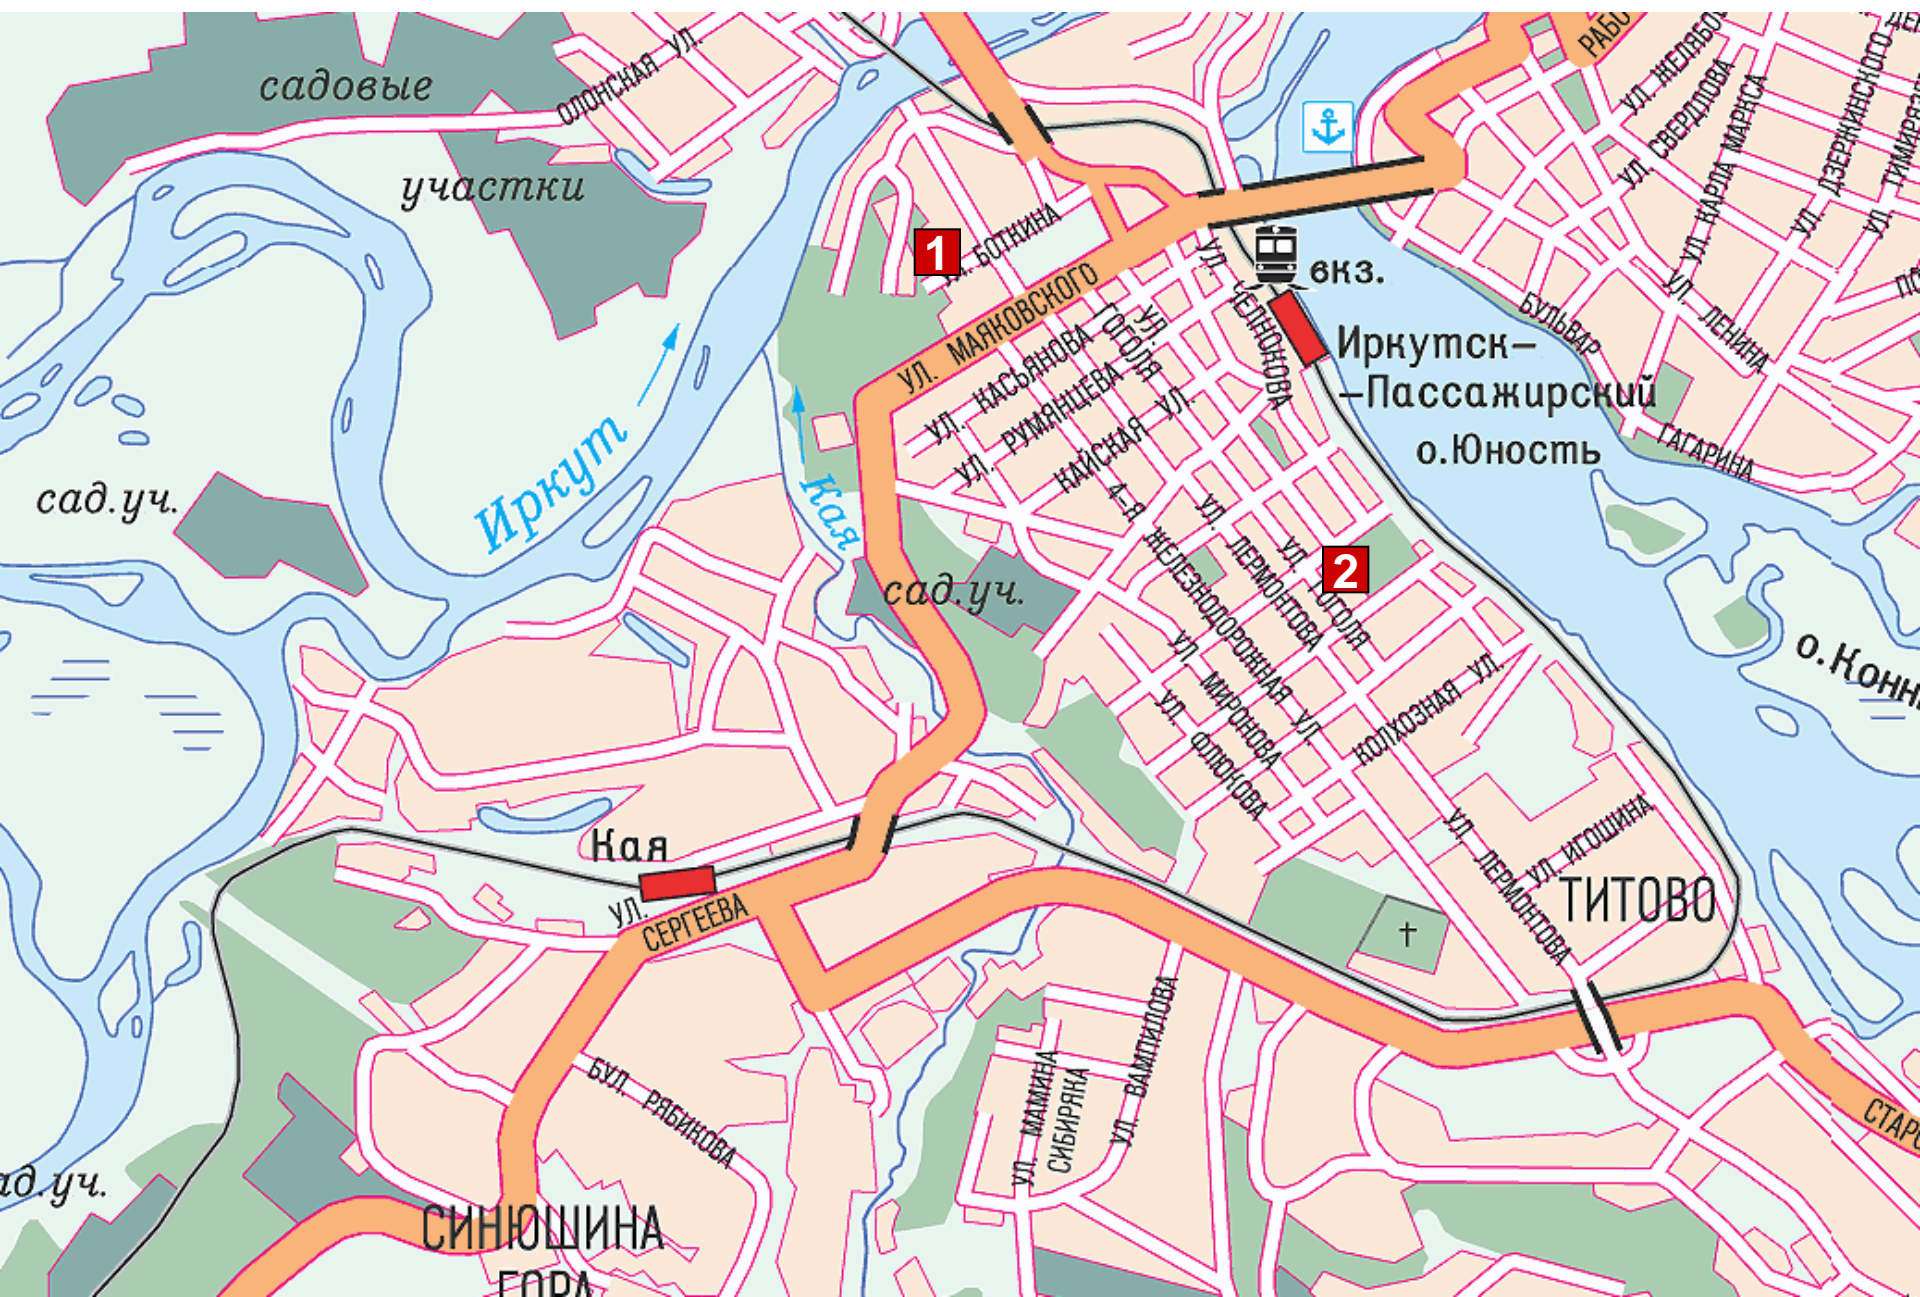 ОЛОНСКАЯ УЛ.
садовые
участки
УЛ. ЖЕЛЯБО
УЛ. СВЕРДЛОВА
УЛ. КАРЛА МАРКСА
УЛ. ДЗЕРЖИНСКОГО
УЛ. ТИМИРЯЗЕ
РАБО
1
УЛ. БОТКИНА
УЛ. МАЯКОВСКОГО
вкз.
Иркутск–
–Пассажирский
о.Юность
БУЛЬВАР
ГАГАРИНА
УЛ. ЛЕНИНА
УЛ. ЧЕЛНОКОВА
УЛ. ГОГОЛЯ
УЛ. КАСЬЯНОВА
УЛ. РУМЯНЦЕВА
КАЙСКАЯ УЛ.
4-Я ЖЕЛЕЗНОДОРОЖНАЯ УЛ.
УЛ. ЛЕРМОНТОВА
УЛ. ГОГОЛЯ
2
Иркут
Кая
сад.уч.
сад.уч.
УЛ. МИРОНОВА
УЛ. ФЛЮКОВА
КОЛХОЗНАЯ УЛ.
о.Конн
УЛ. ИГОШИНА
УЛ. ЛЕРМОНТОВА
ТИТОВО
Кая
УЛ. СЕРГЕЕВА
БУЛ. РЯБИКОВА
УЛ. МАМИНА
СИБИРЯКА
УЛ. ВАМПИЛОВА
СТАРО
ад.уч.
СИНЮШИНА
ГОРА